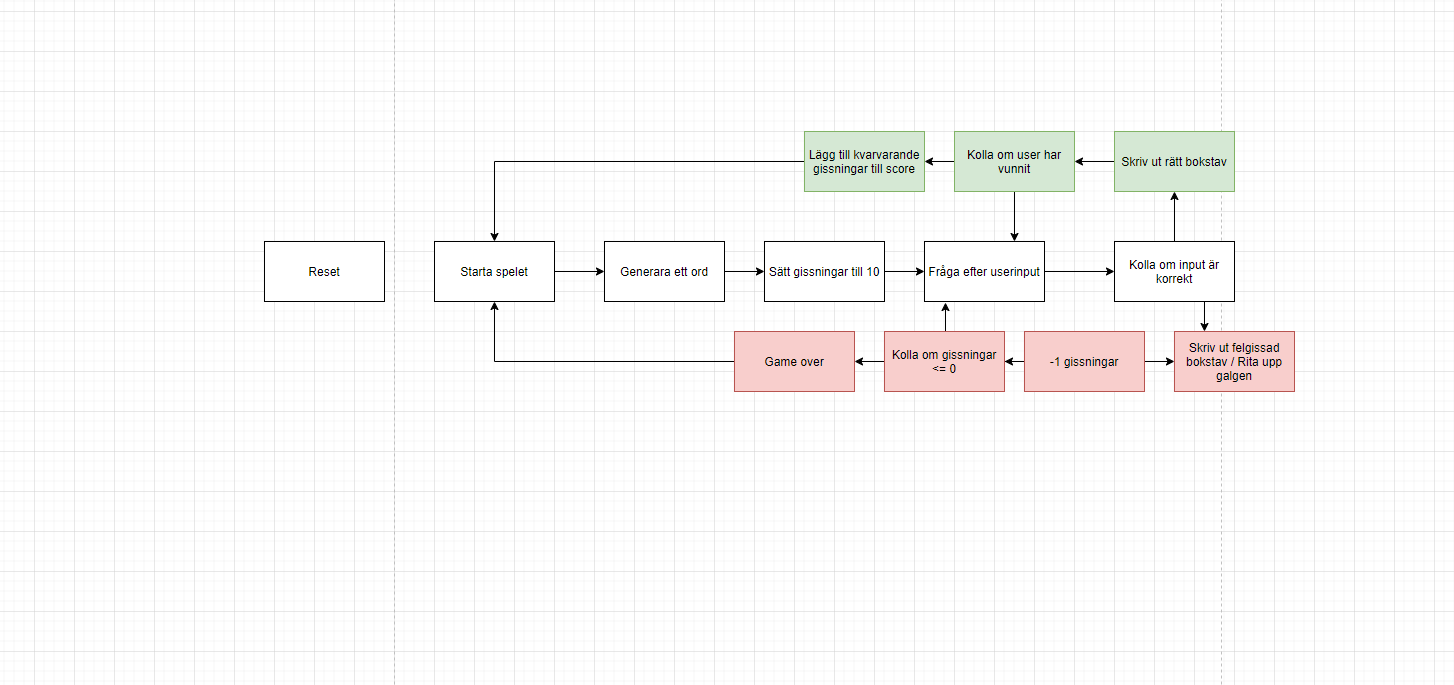 Lägg till kvarvarande
gissningar till score
Kolla om user har
vunnit
Skriv ut rätt bokstav
Reset
Starta spelet
Generara ett ord
Sätt gissningar till 10
Fråga efter userinput
Kolla om input är
korrekt
Game over
Kolla om gissningar
<= 0
-1 gissningar
Skriv ut felgissad
bokstav / Rita upp
galgen